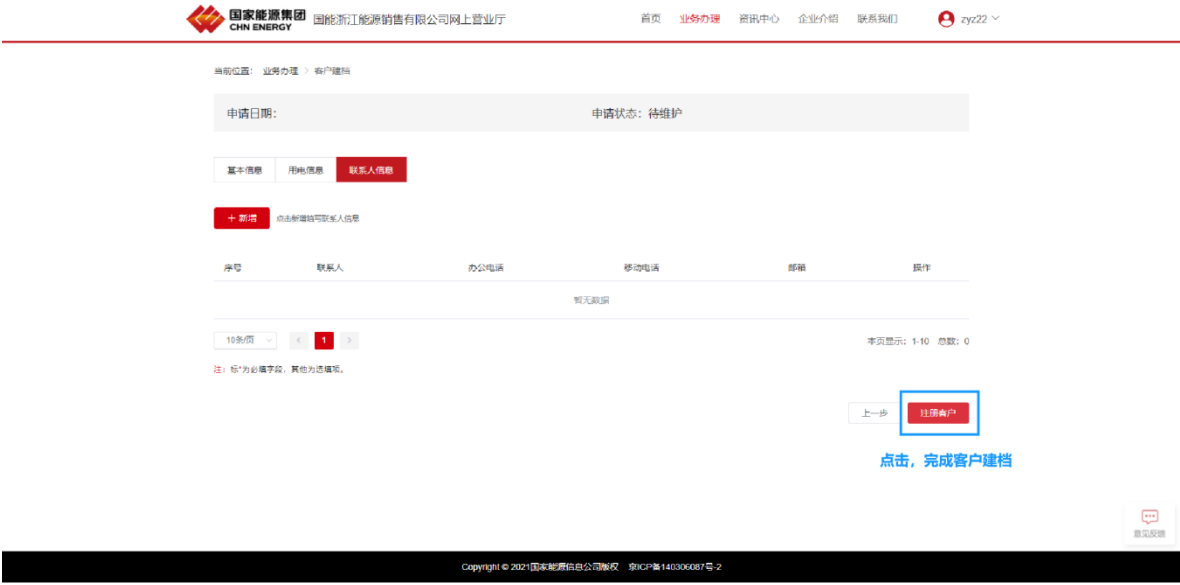 国家能源集团
CHN ENERGY
国能浙江能源销售有限公司网上营业厅
首页 业务办理 资讯中心 企业介绍 联系我们 zyz22
当前位置： 业务办理 > 客户建档
申请日期： 申请状态：待维护
基本信息 用电信息 联系人信息
+ 新增 点击新增填写联系人信息
序号 联系人 办公电话 移动电话 邮箱 操作
暂无数据
10条/页 < 1 > 本页显示：1-10 总数：0
注：标*为必填字段，其他为选填项。
上一步 注册客户
点击，完成客户建档
意见反馈
Copyright © 2021国家能源信息公司版权 京ICP备140306087号-2